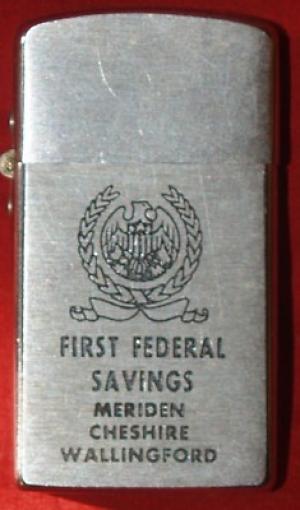 FIRST FEDERAL
SAVINGS
MERIDEN
CHESHIRE
WALLINGFORD